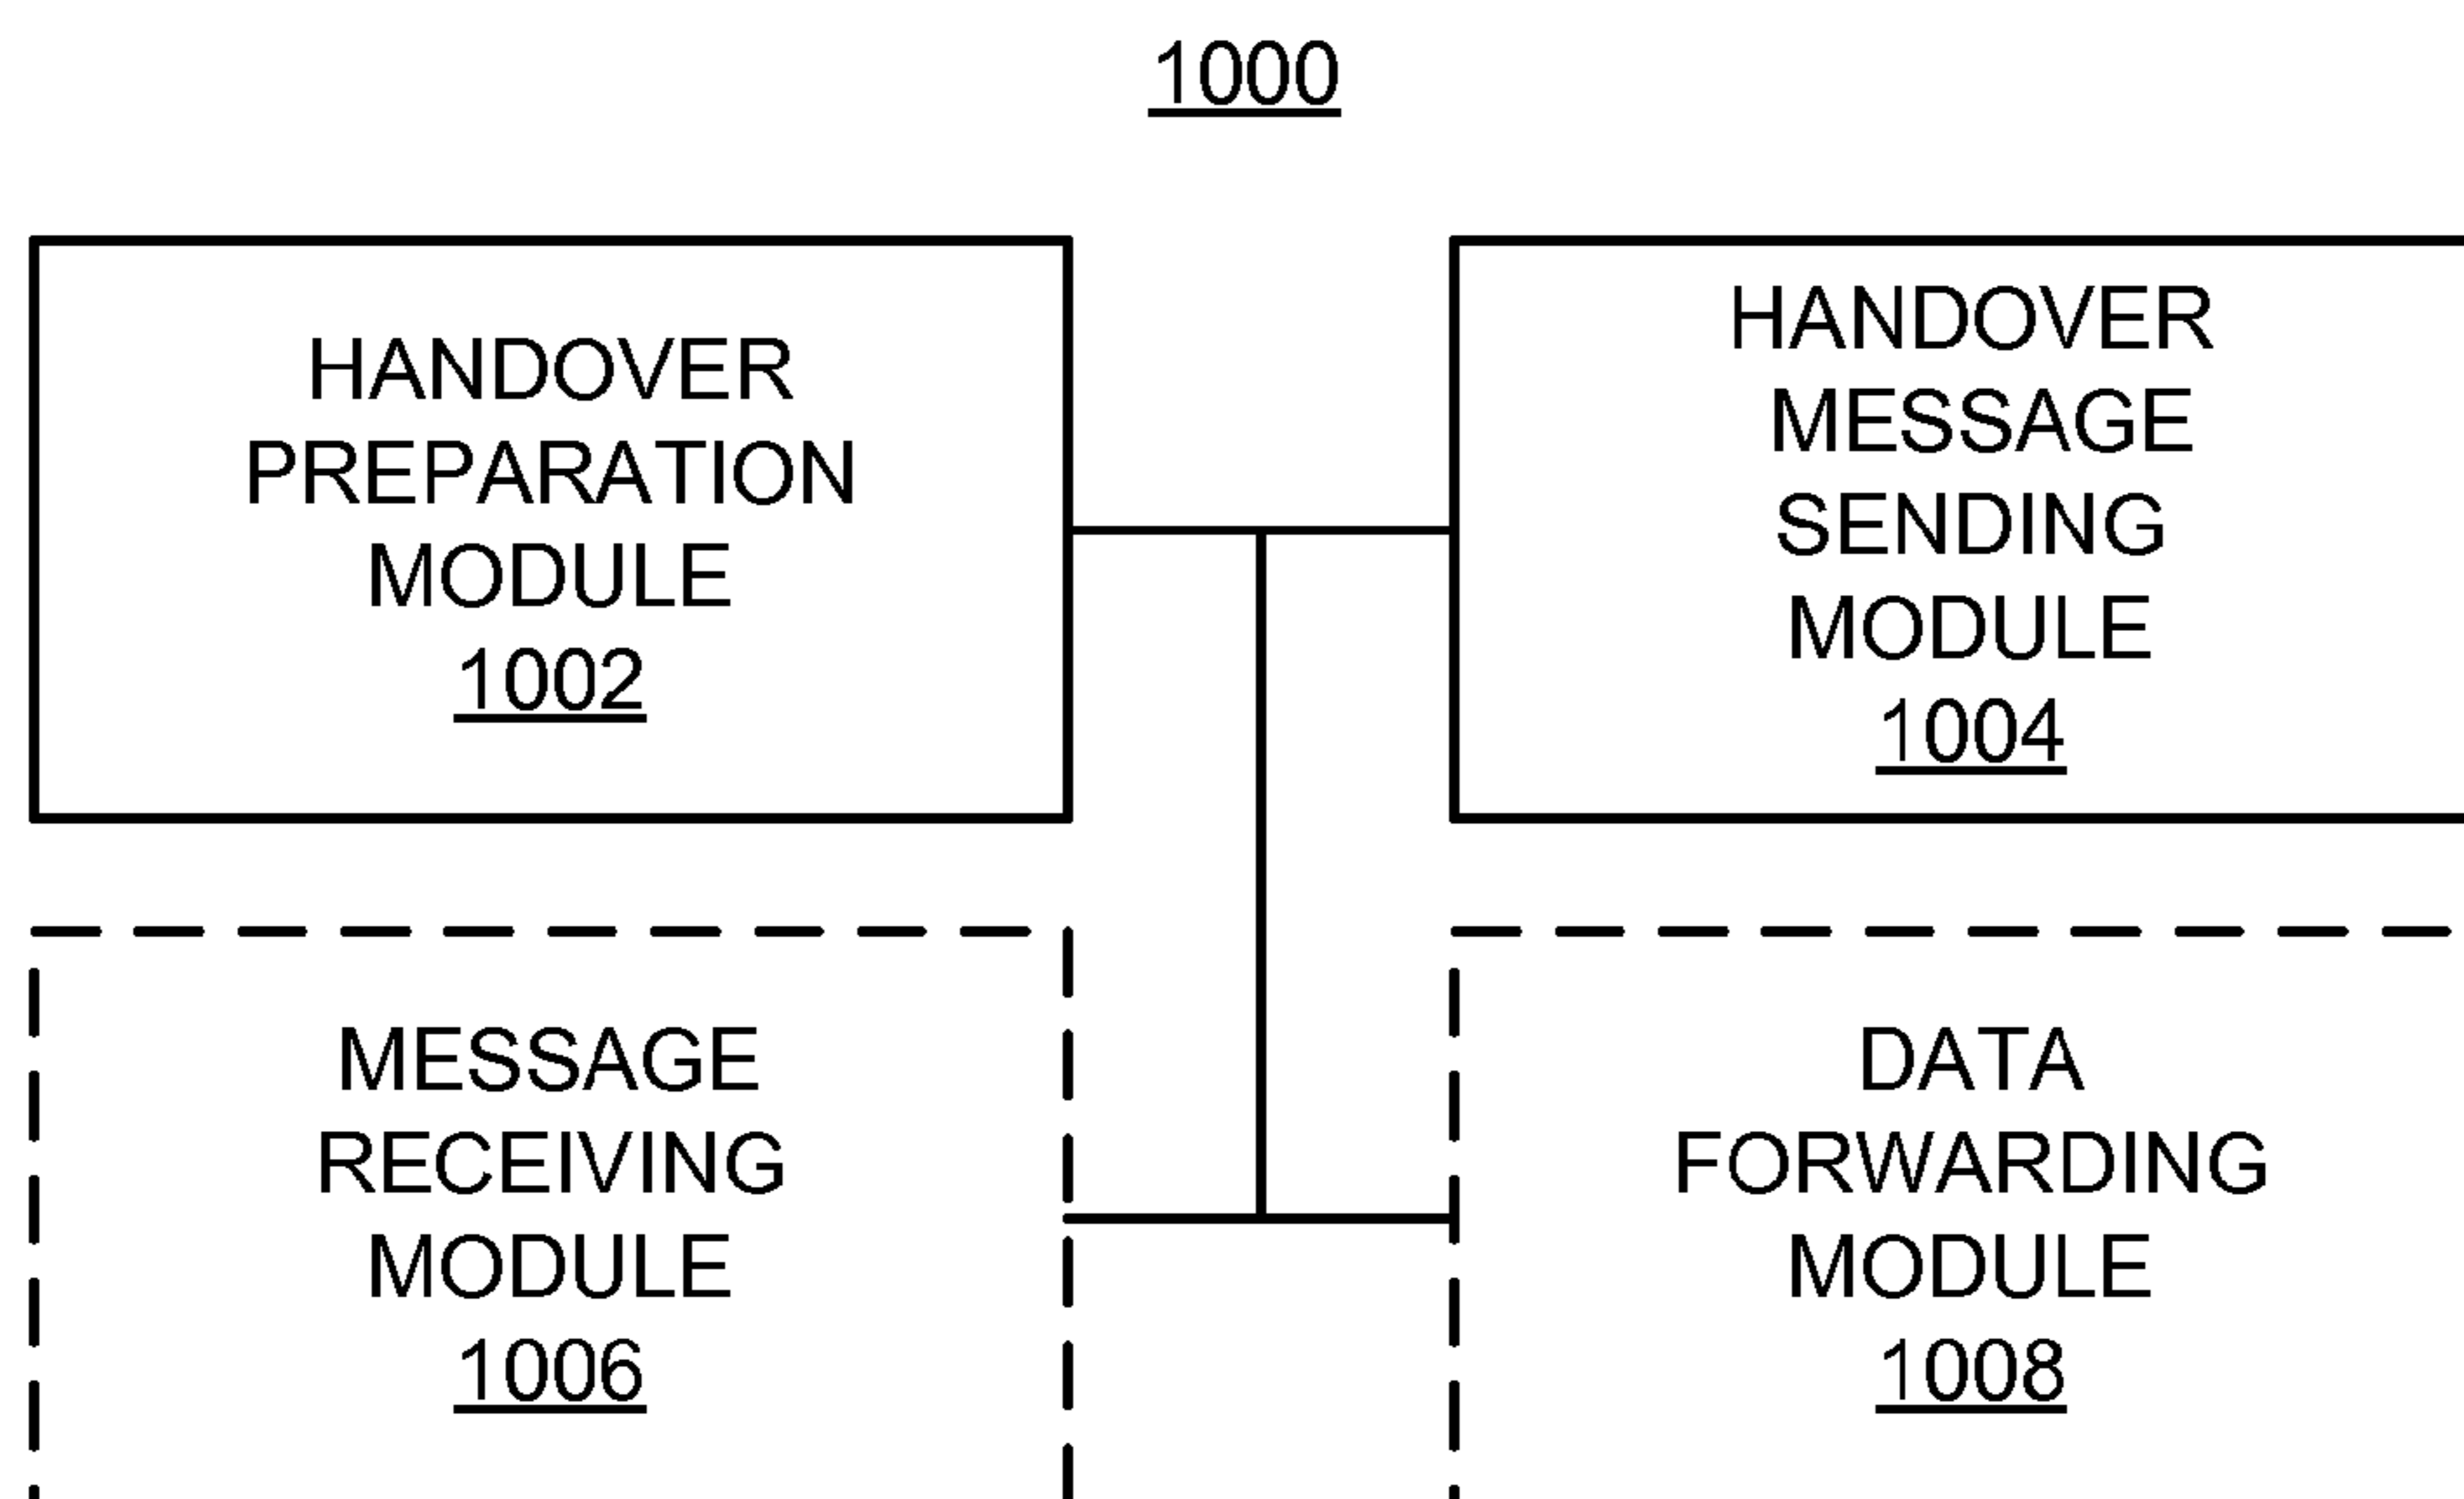 1000
HANDOVER
PREPARATION
MODULE
1002
HANDOVER
MESSAGE
SENDING
MODULE
1004
MESSAGE
RECEIVING
MODULE
1006
DATA
FORWARDING
MODULE
1008